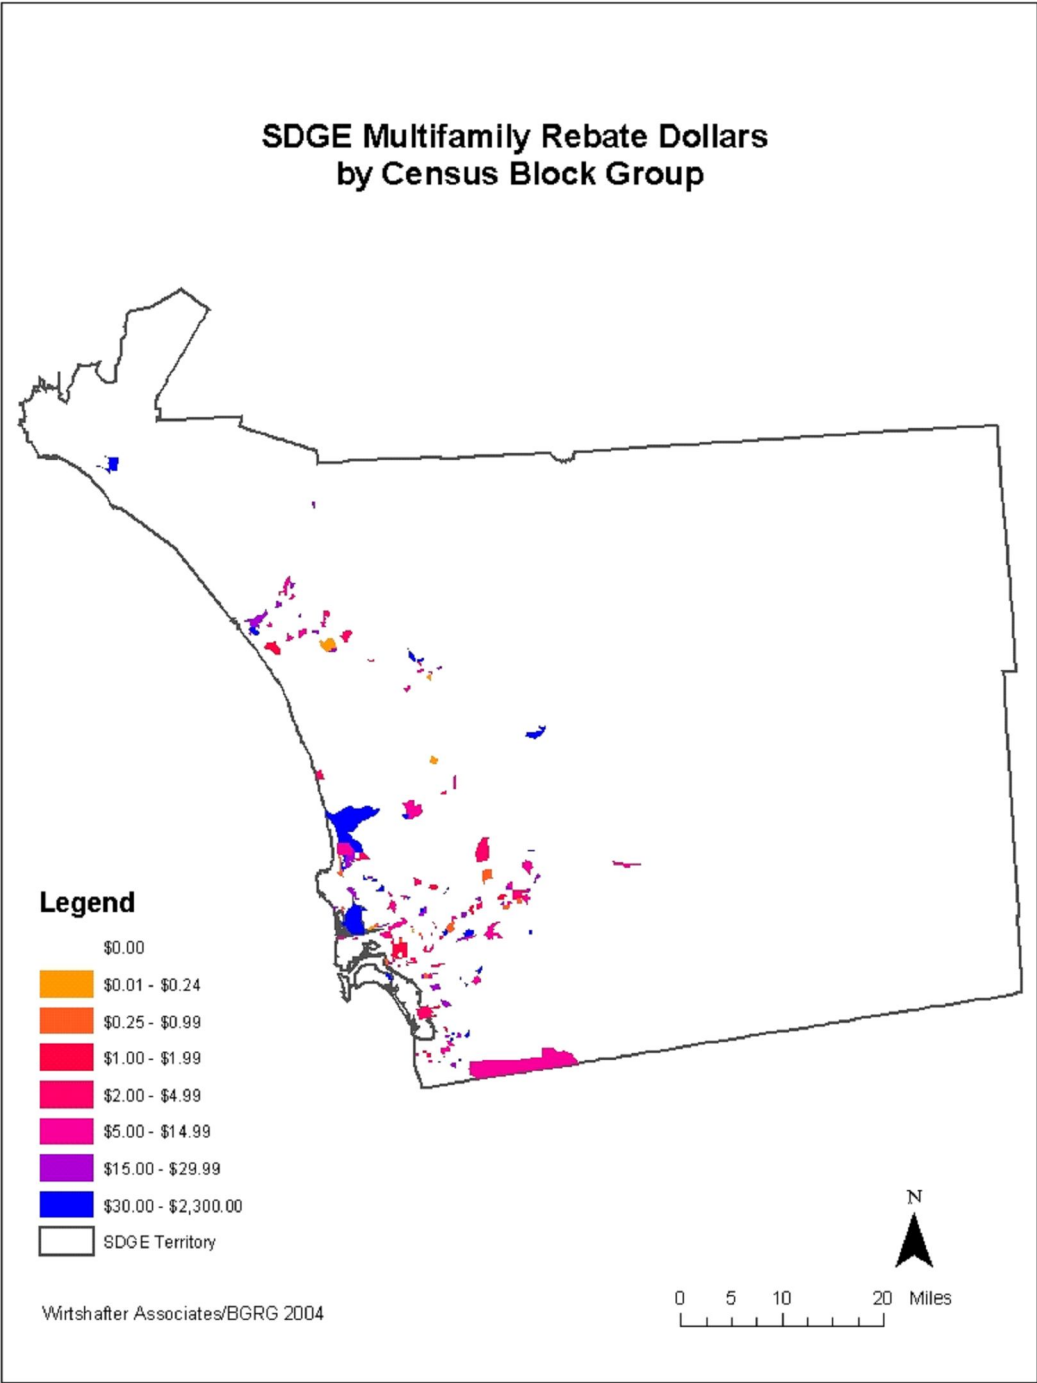 SDGE Multifamily Rebate Dollars
by Census Block Group
Legend
$0.00
$0.01 - $0.24
$0.25 - $0.99
$1.00 - $1.99
$2.00 - $4.99
$5.00 - $14.99
$15.00 - $29.99
$30.00 - $2,300.00
SDGE Territory
N
0 5 10 20 Miles
Wirtshafter Associates/BGRG 2004